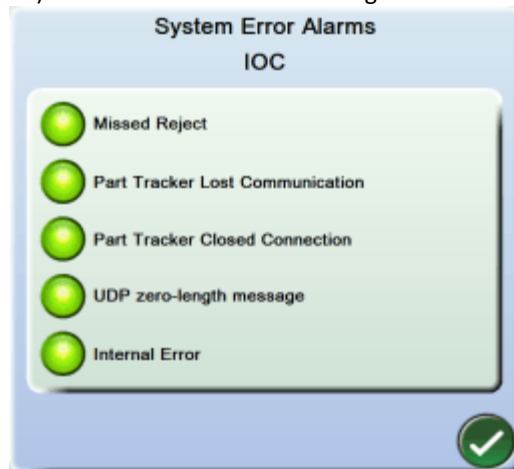 System Error Alarms
IOC
Missed Reject
Part Tracker Lost Communication
Part Tracker Closed Connection
UDP zero-length message
Internal Error